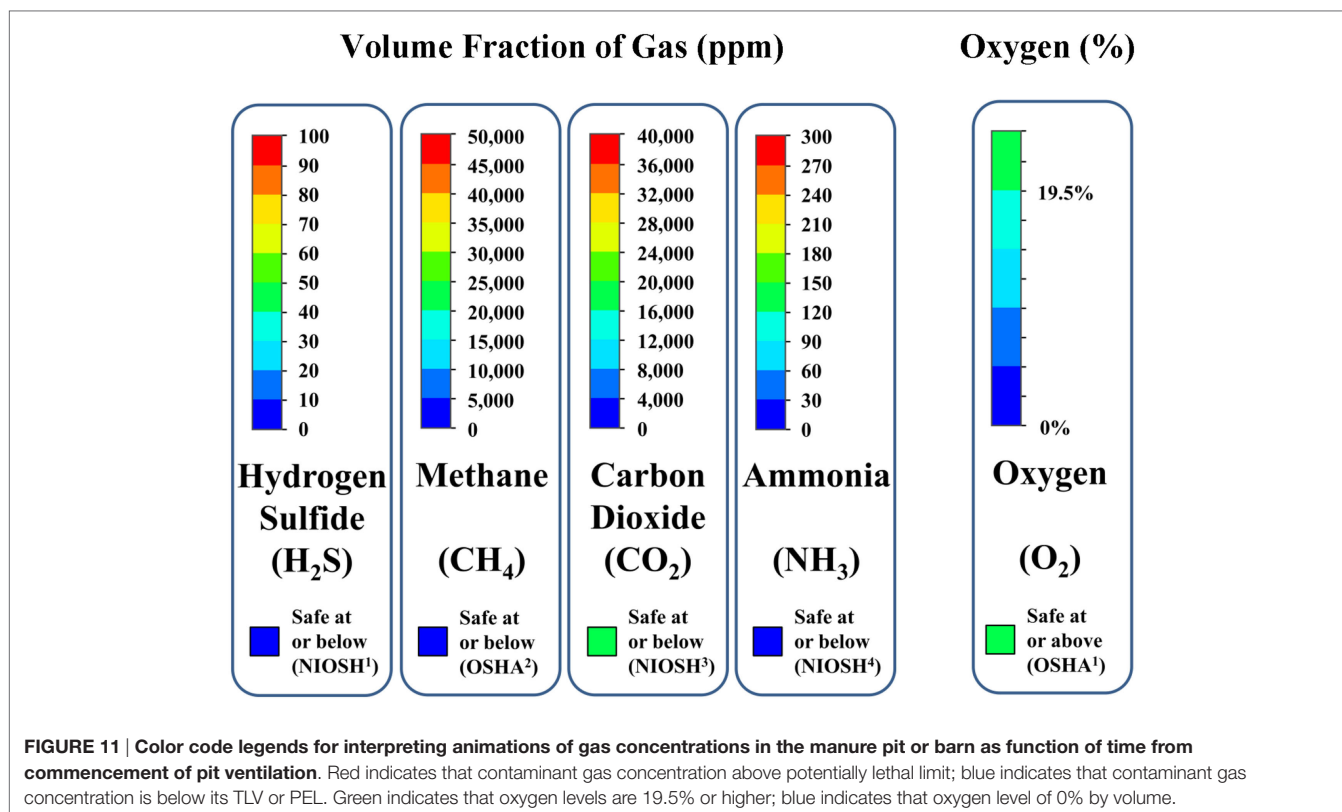 Volume Fraction of Gas (ppm)
Oxygen (%)
100
90
80
70
60
50
40
30
20
10
0
Hydrogen
Sulfide
(H₂S)
Safe at
or below
(NIOSH¹)
50,000
45,000
40,000
35,000
30,000
25,000
20,000
15,000
10,000
5,000
0
Methane
(CH₄)
Safe at
or below
(OSHA²)
40,000
36,000
32,000
28,000
24,000
20,000
16,000
12,000
8,000
4,000
0
Carbon
Dioxide
(CO₂)
Safe at
or below
(NIOSH³)
300
270
240
210
180
150
120
90
60
30
0
Ammonia
(NH₃)
Safe at
or below
(NIOSH⁴)
19.5%
0%
Oxygen
(O₂)
Safe at
or above
(OSHA¹)
FIGURE 11 | Color code legends for interpreting animations of gas concentrations in the manure pit or barn as function of time from
commencement of pit ventilation. Red indicates that contaminant gas concentration above potentially lethal limit; blue indicates that contaminant gas
concentration is below its TLV or PEL. Green indicates that oxygen levels are 19.5% or higher; blue indicates that oxygen level of 0% by volume.